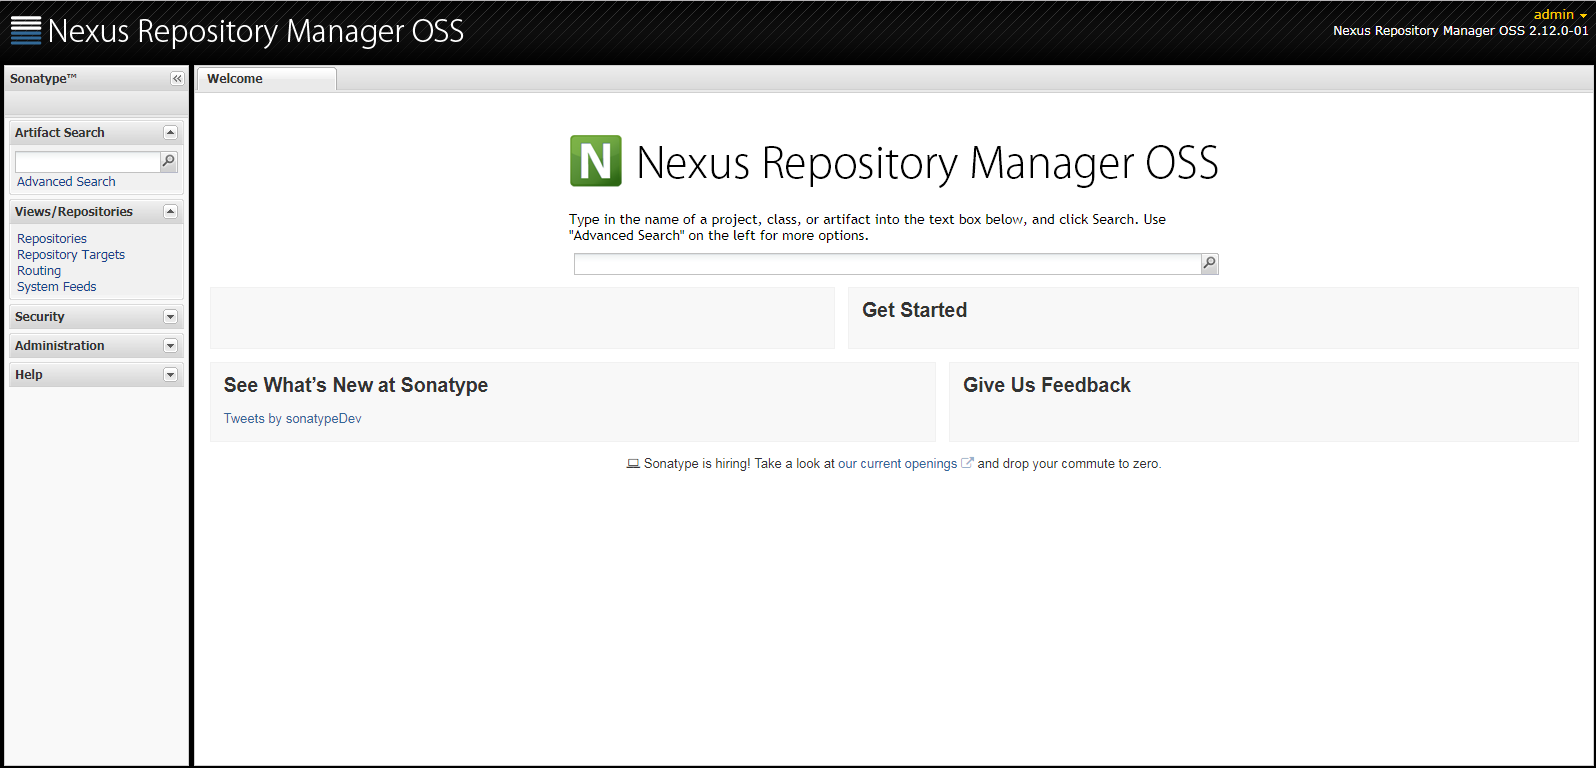 Nexus Repository Manager OSS
admin
Nexus Repository Manager OSS 2.12.0-01
Sonatype™
Artifact Search
Advanced Search
Views/Repositories
Repositories
Repository Targets
Routing
System Feeds
Security
Administration
Help
Welcome
N Nexus Repository Manager OSS
Type in the name of a project, class, or artifact into the text box below, and click Search. Use
"Advanced Search" on the left for more options.
Get Started
See What’s New at Sonatype
Tweets by sonatypeDev
Give Us Feedback
Sonatype is hiring! Take a look at our current openings and drop your commute to zero.